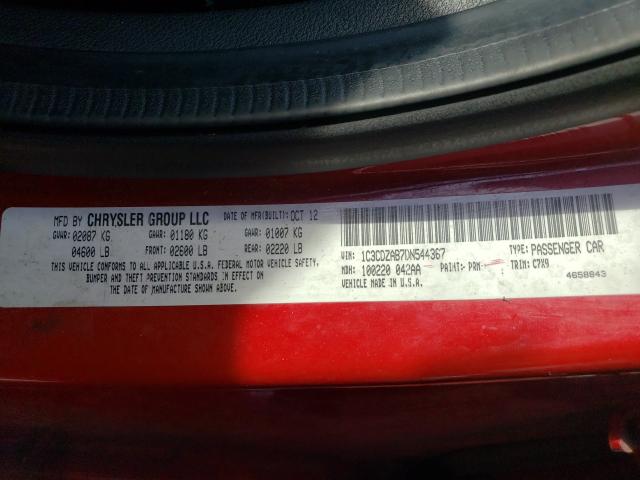 MFD BY CHRYSLER GROUP LLC DATE OF MFR(BUILT): OCT 12
GVWR: 02087 KG GAWR: 01180 KG GAWR: 01007 KG
04600 LB FRONT: 02600 LB REAR: 02220 LB
THIS VEHICLE CONFORMS TO ALL APPLICABLE U.S.A. FEDERAL MOTOR VEHICLE SAFETY,
BUMPER AND THEFT PREVENTION STANDARDS IN EFFECT ON
THE DATE OF MANUFACTURE SHOWN ABOVE.
VIN: 1C3CDZAB7DN544367 TYPE: PASSENGER CAR
MDH: 100220 042AA PAINT: PRM TRIM: C7X9
VEHICLE MADE IN U.S.A. 4658843